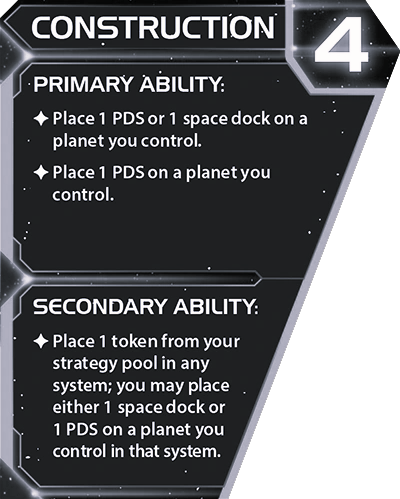 CONSTRUCTION
4
PRIMARY ABILITY:
Place 1 PDS or 1 space dock on a
planet you control.
Place 1 PDS on a planet you
control.
SECONDARY ABILITY:
Place 1 token from your
strategy pool in any
system; you may place
either 1 space dock or
1 PDS on a planet you
control in that system.